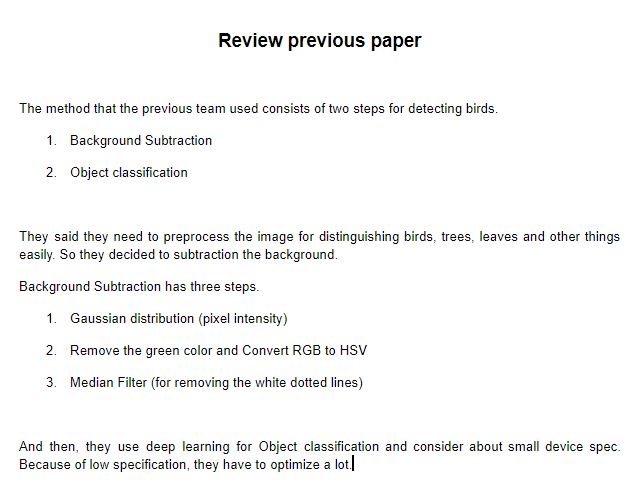 Review previous paper
The method that the previous team used consists of two steps for detecting birds.
1. Background Subtraction
2. Object classification
They said they need to preprocess the image for distinguishing birds, trees, leaves and other things
easily. So they decided to subtraction the background.
Background Subtraction has three steps.
1. Gaussian distribution (pixel intensity)
2. Remove the green color and Convert RGB to HSV
3. Median Filter (for removing the white dotted lines)
And then, they use deep learning for Object classification and consider about small device spec.
Because of low specification, they have to optimize a lot.